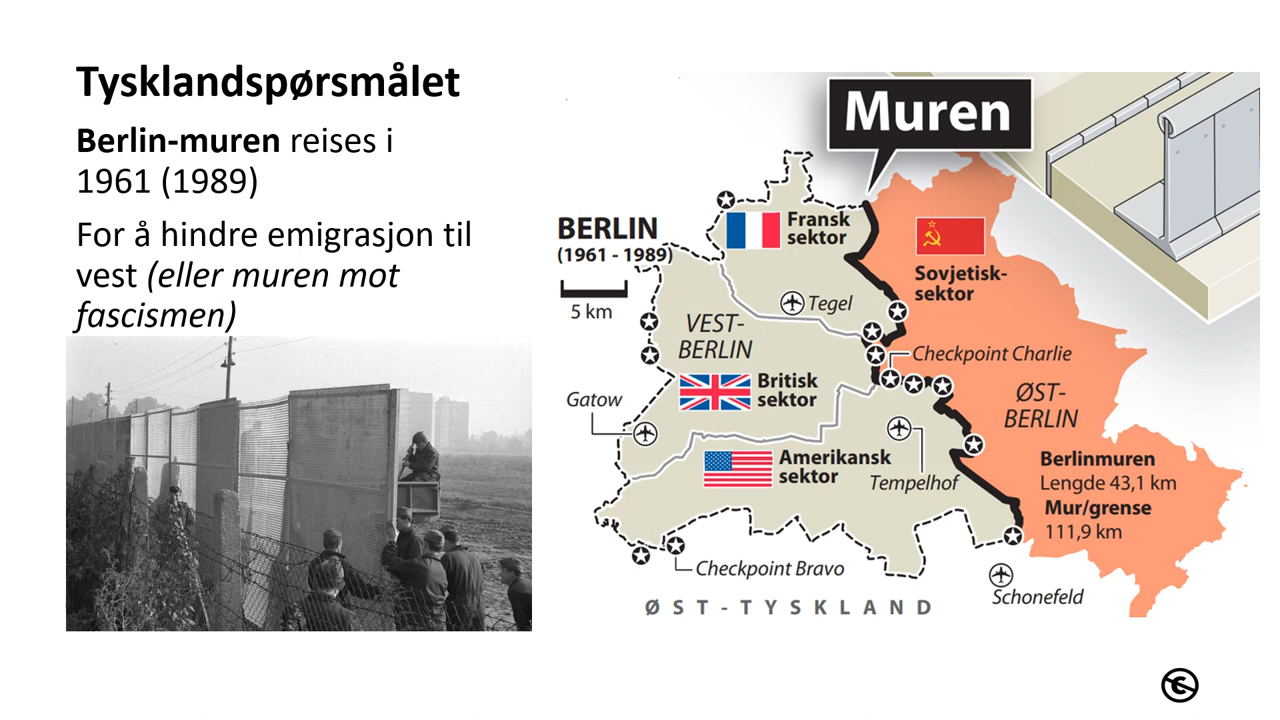 Tysklandspørsmålet
Berlin-muren reises i
1961 (1989)
For å hindre emigrasjon til
vest (eller muren mot
fascismen)
Muren
BERLIN
(1961 - 1989)
5 km
Fransk
sektor
Sovjetisk-
sektor
Tegel
VEST-
BERLIN
Checkpoint Charlie
Britisk
sektor
ØST-
BERLIN
Gatow
Amerikansk
sektor
Tempelhof
Berlinmuren
Lengde 43,1 km
Mur/grense
111,9 km
Checkpoint Bravo
Schonefeld
ØST-TYSKLAND